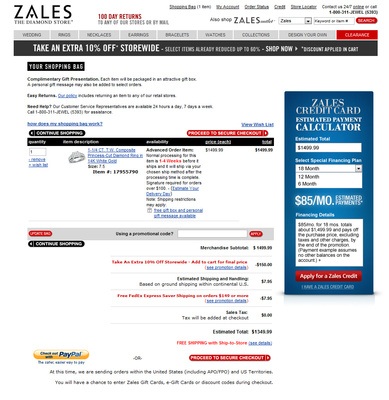 ZALES
THE DIAMOND STORE
100 DAY RETURNS
TO ANY OF OUR STORES OR BY MAIL
Shopping Bag (1 item) My Account Order Status Credit Store Locator
Contact us 24/7 online or call
1-800-311-JEWEL (5393)
Also shop ZALESoutlet
Keyword or item #
SEARCH
WEDDING RINGS NECKLACES EARRINGS BRACELETS WATCHES COLLECTIONS DESIGN YOUR OWN MEN'S CLEARANCE
TAKE AN EXTRA 10% OFF* STOREWIDE - SELECT ITEMS ALREADY REDUCED UP TO 60% - SHOP NOW > *DISCOUNT APPLIED IN CART
YOUR SHOPPING BAG
Complimentary Gift Presentation. Each item will be packaged in an attractive gift box.
A personal gift message may also be added to select orders.
Easy Returns. Our policy includes returning an item to any of our retail stores.
Need Help? Our Customer Service Representatives are available 24 hours a day, 7 days a week.
Call 1-800-311-JEWEL (5393) for assistance.
how does my shopping bag work?
View Wish List
CONTINUE SHOPPING
PROCEED TO SECURE CHECKOUT
quantity item description availability price (each) total
1
- remove
+ wish list
1-1/4 CT. T.W. Composite
Princess-Cut Diamond Ring in
14K White Gold
Item #: 17955790
Advanced Order Item:
Normal processing for this
item is 1-4 Weeks before it
ships and it will ship via your
chosen ship method after the
processing time is complete.
Signature required for orders
over $100. - (Estimate Your
Delivery Day)
Note: Shipping restrictions
may apply.
free gift box and personal
gift message available
$1499.99 $1499.99
UPDATE BAG
Using a promotional code?
APPLY
CONTINUE SHOPPING
Merchandise Subtotal: $ 1499.99
Take An Extra 10% Off Storewide - Add to cart for final price
(see promotion details)
-$150.00
Estimated Shipping and Handling:
Based on ground shipping within continental U.S.
$7.95
Free FedEx Express Saver Shipping on orders $149 or more
(see promotion details)
-$7.95
Sales Tax:
Tax will be added at checkout
$0.00
Estimated Total: $1349.99
FREE SHIPPING with Ship-to-Store (see details)
Check out with PayPal
The safer, easier way to pay.
-OR-
PROCEED TO SECURE CHECKOUT
At this time, we are sending orders within the United States (including AFO/FPO) and US Territories.
You will have a chance to enter Zales Gift Cards, e-Gift Cards or discount codes during checkout.
ZALES
CREDIT CARD
ESTIMATED PAYMENT
CALCULATOR
Estimated Total
$1499.99
Select Special Financing Plan
18 Month
12 Month
6 Month
$85/MO. ESTIMATED PAYMENTS*
Financing Details
$85/mo. for 18 mos. totals
about $1499.99 and pays off
the purchase price, excluding
taxes and other charges, by
the end of the promotion.
(Payment example assumes
no other balances on the
account.) +
Apply for a Zales Credit
I HAVE A ZALES CREDIT CARD